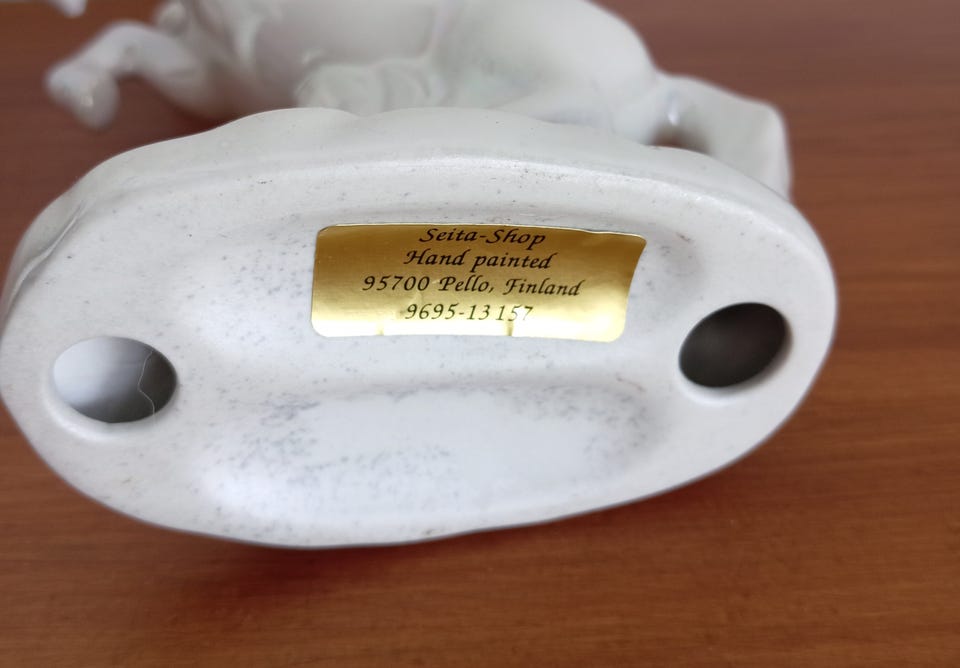 Seita-Shop
Hand painted
95700 Pello, Finland
9695-13157